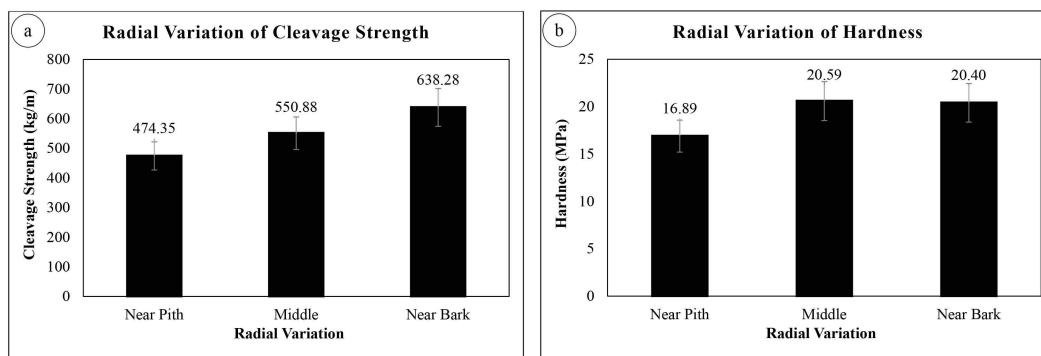 a
Radial Variation of Cleavage Strength
Cleavage Strength (kg/m)
800
700
600
500
400
300
200
100
0
474.35
550.88
638.28
Near Pith
Middle
Near Bark
Radial Variation
b
Radial Variation of Hardness
Hardness (MPa)
25
20
15
10
5
0
16.89
20.59
20.40
Near Pith
Middle
Near Bark
Radial Variation